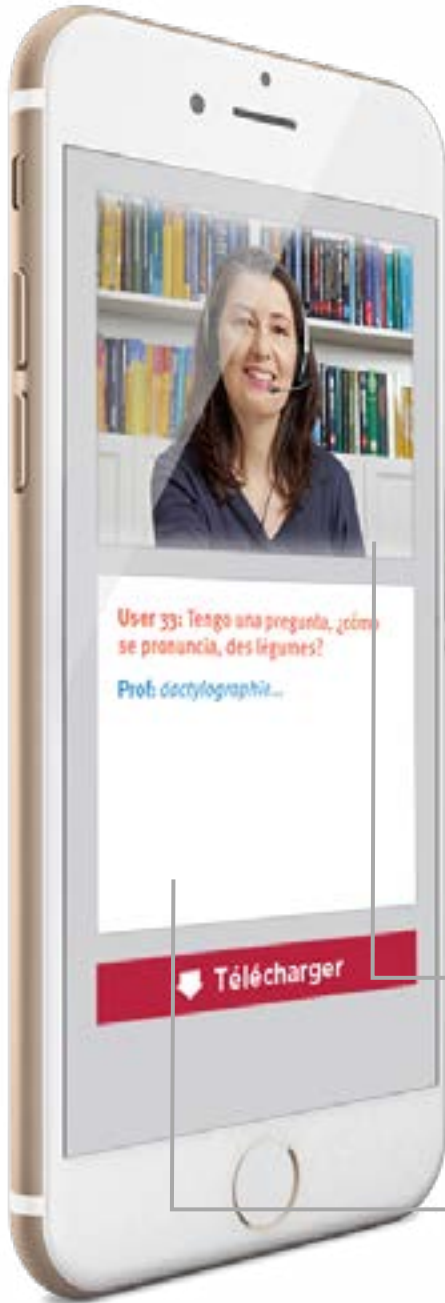 User 33: Tengo una pregunta, ¿cómo
se pronuncia, des légumes?
Prof: dactylographie...
Télécharger